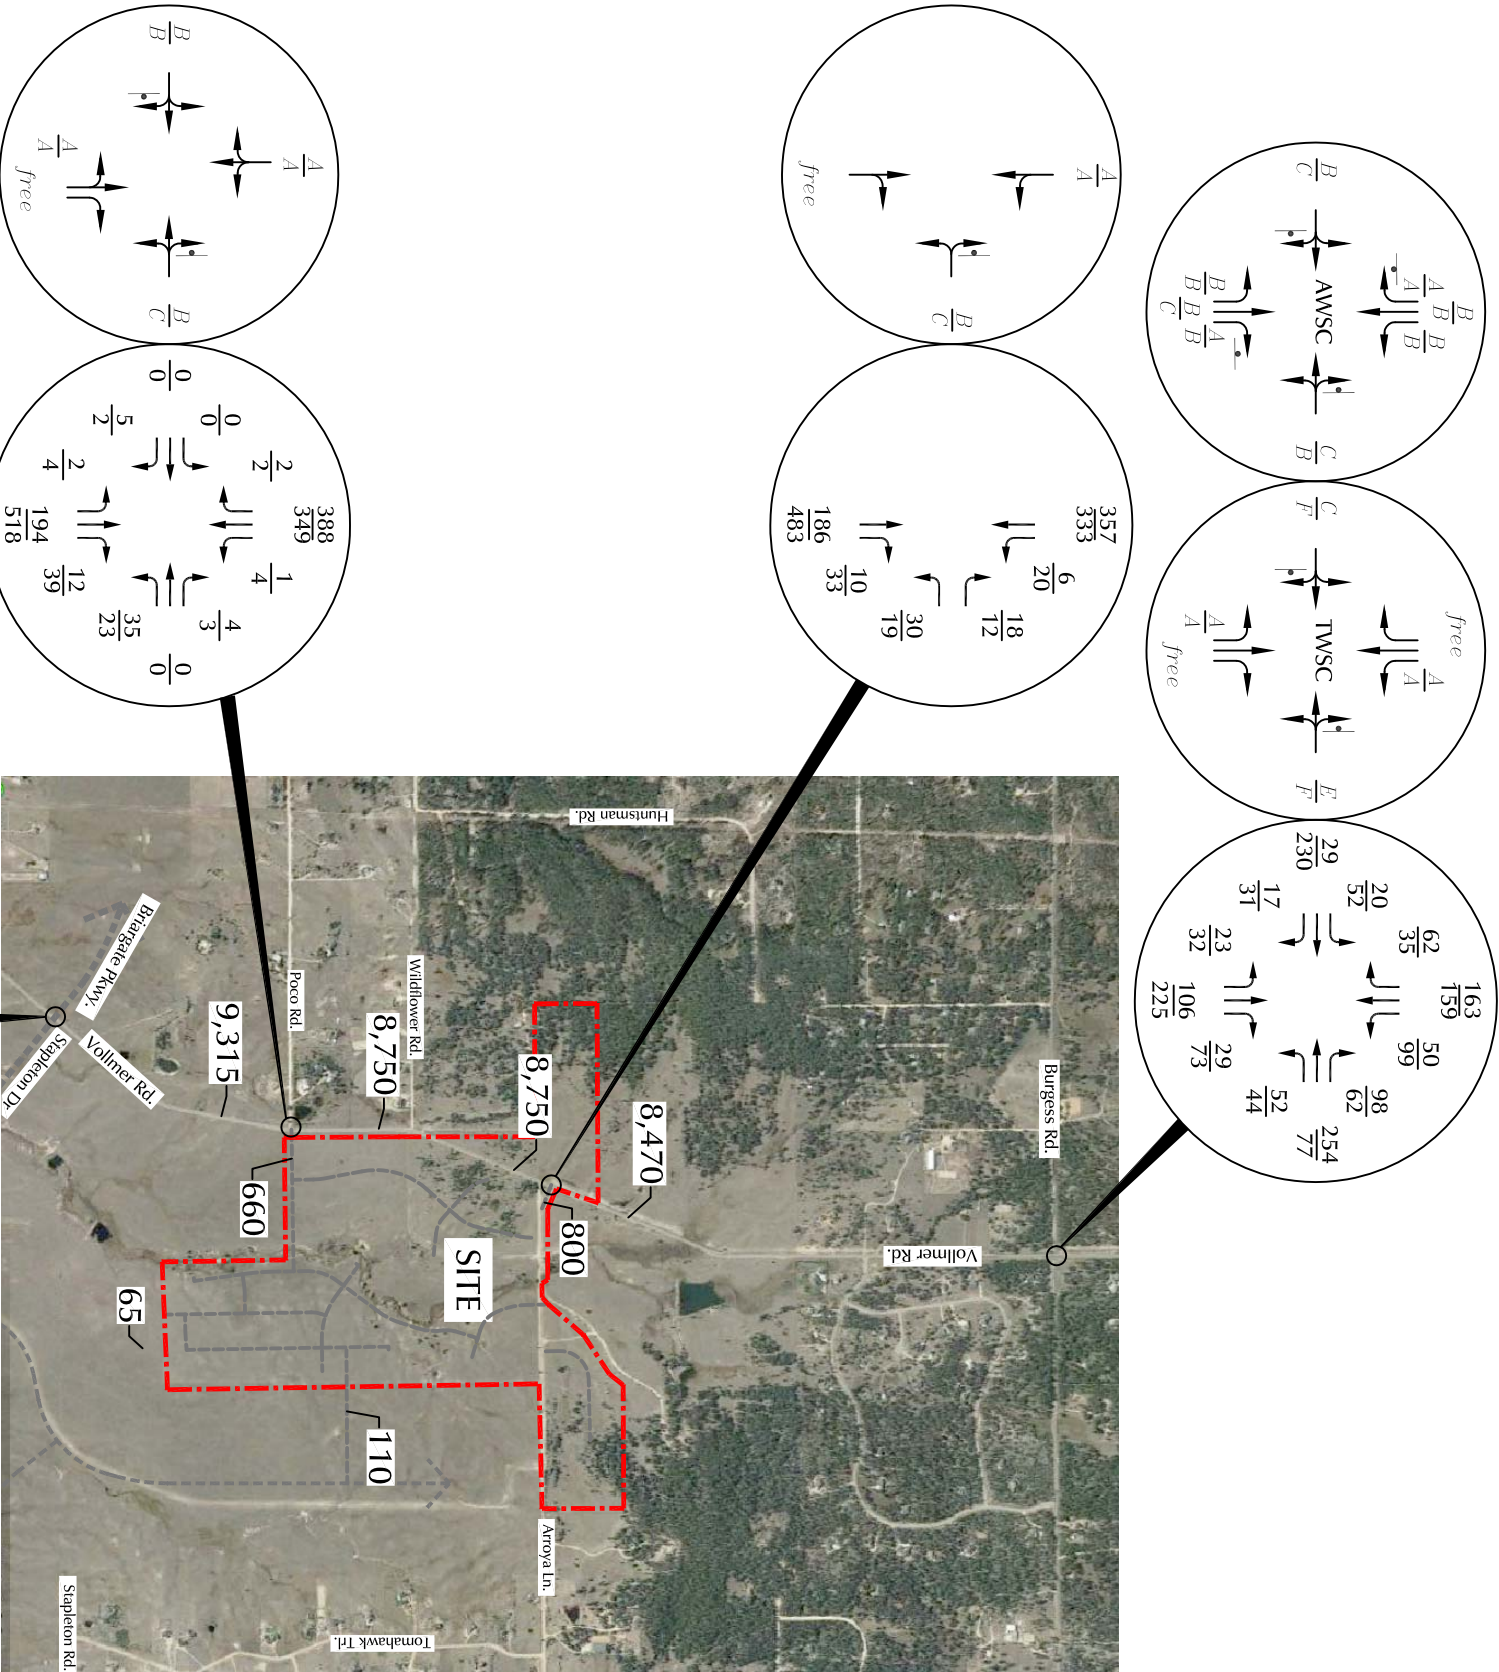 B
B
A
A
A
A
free
B
C
0
0
0
0
5
2
2
2
2
4
388
349
194
518
1
4
12
39
4
3
35
23
0
0
A
A
free
B
C
357
333
6
20
186
483
10
33
18
12
30
19
B
C
AWSC
A
A
B
B
B
B
B
B
C
A
B
C
B
C
F
TWSC
free
A
A
A
A
free
E
F
29
230
20
52
17
31
62
35
23
32
163
159
106
225
50
99
29
73
98
62
52
44
254
77
Huntsman Rd.
Briargate Pkwy.
Poco Rd.
Wildflower Rd.
Burgess Rd.
Stapleton Dr
Vollmer Rd.
9,315
8,750
8,750
8,470
660
800
Vollmer Rd.
SITE
65
110
Arroya Ln.
Stapleton Rd.
Tomahawk Trl.